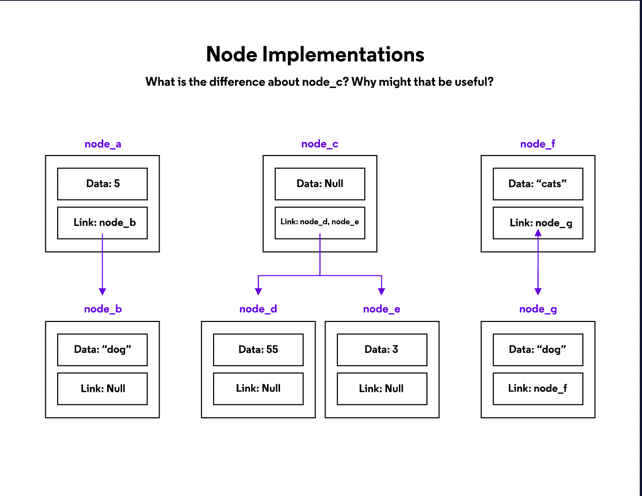 Node Implementations
What is the difference about node_c? Why might that be useful?
node_a
Data: 5
Link: node_b
node_b
Data: “dog”
Link: Null
node_c
Data: Null
Link: node_d, node_e
node_d
Data: 55
Link: Null
node_e
Data: 3
Link: Null
node_f
Data: “cats”
Link: node_g
node_g
Data: “dog”
Link: node_f